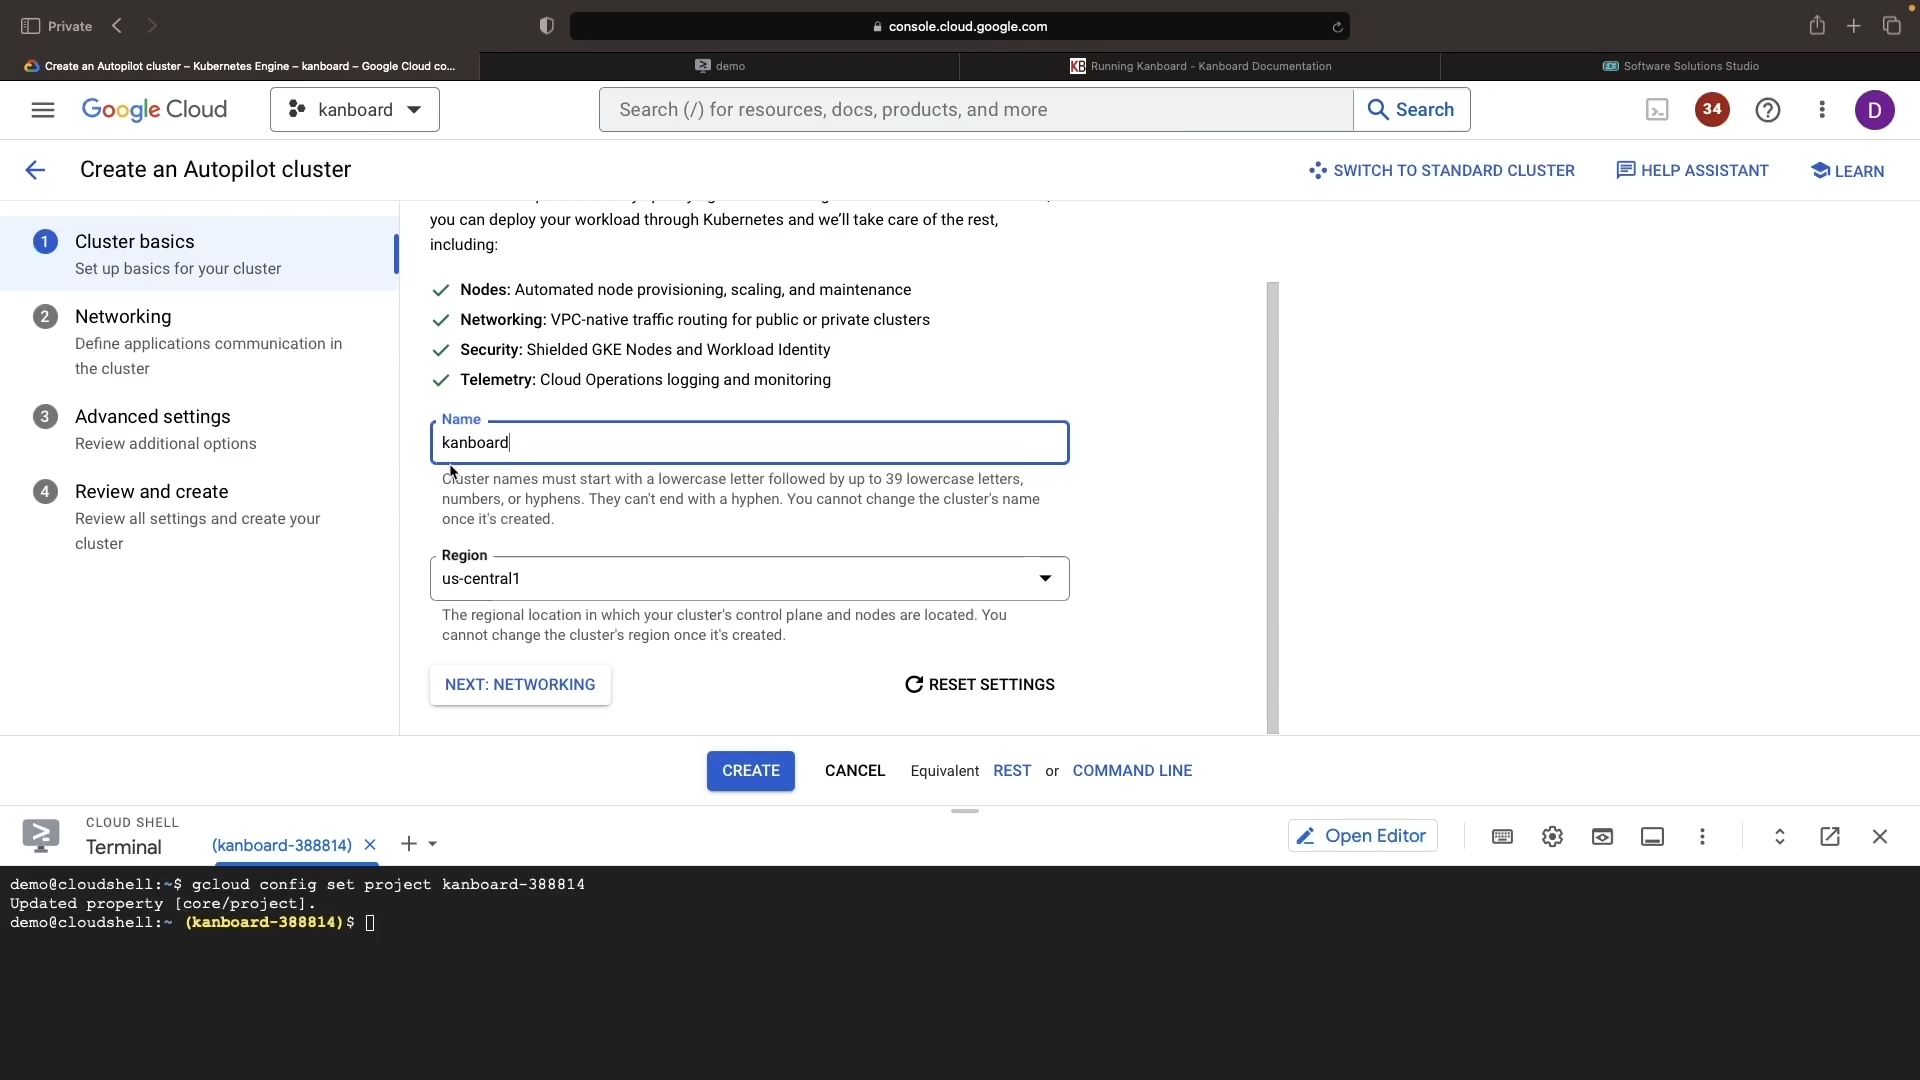 Private
console.cloud.google.com
Create an Autopilot cluster – Kubernetes Engine – kanboard – Google Cloud co...
demo
KB Running Kanboard - Kanboard Documentation
Software Solutions Studio
Google Cloud
kanboard
Search (/) for resources, docs, products, and more
Search
34
D
Create an Autopilot cluster
SWITCH TO STANDARD CLUSTER
HELP ASSISTANT
LEARN
1 Cluster basics
Set up basics for your cluster
2 Networking
Define applications communication in
the cluster
3 Advanced settings
Review additional options
4 Review and create
Review all settings and create your
cluster
you can deploy your workload through Kubernetes and we'll take care of the rest,
including:
Nodes: Automated node provisioning, scaling, and maintenance
Networking: VPC-native traffic routing for public or private clusters
Security: Shielded GKE Nodes and Workload Identity
Telemetry: Cloud Operations logging and monitoring
Name
kanboard
Cluster names must start with a lowercase letter followed by up to 39 lowercase letters,
numbers, or hyphens. They can't end with a hyphen. You cannot change the cluster's name
once it's created.
Region
us-central1
The regional location in which your cluster's control plane and nodes are located. You
cannot change the cluster's region once it's created.
NEXT: NETWORKING
RESET SETTINGS
CREATE
CANCEL
Equivalent REST or COMMAND LINE
CLOUD SHELL
Terminal
(kanboard-388814)
Open Editor
demo@cloudshell:~$ gcloud config set project kanboard-388814
Updated property [core/project].
demo@cloudshell:~ (kanboard-388814)$